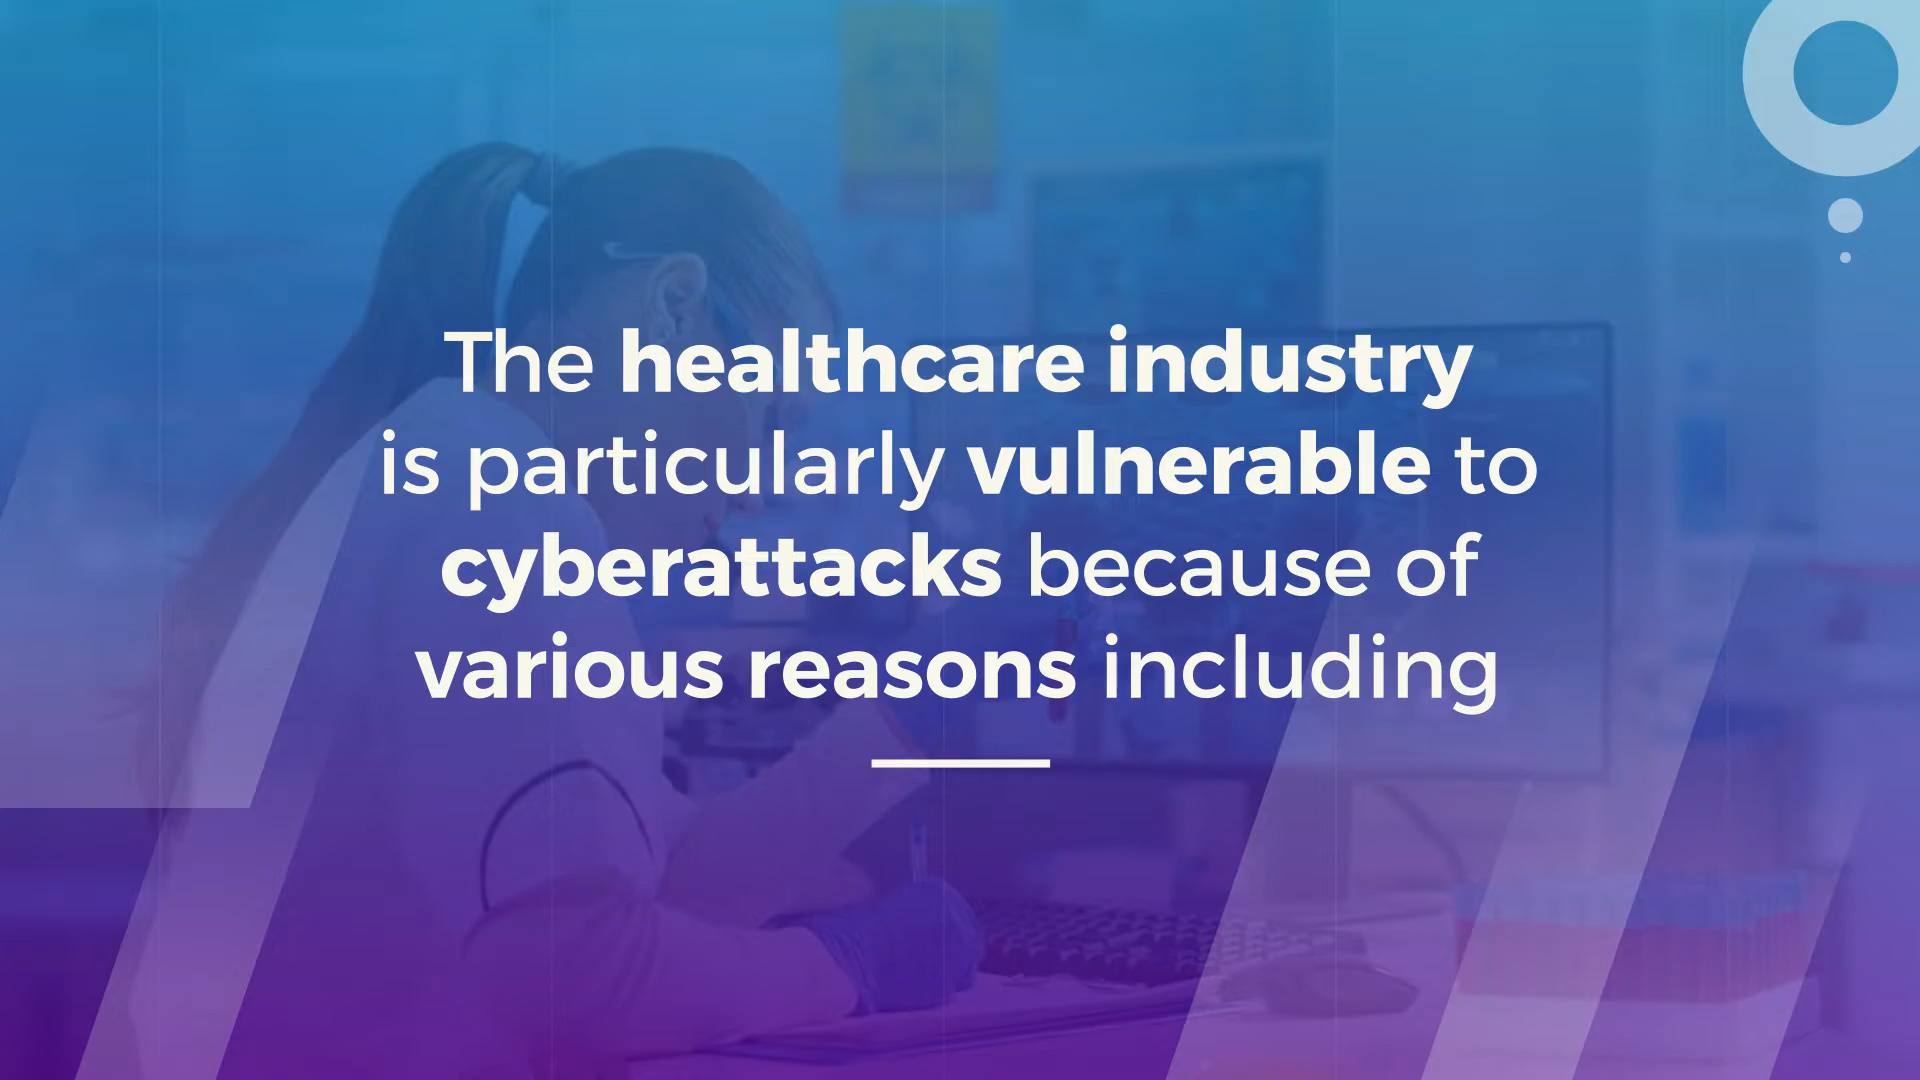 The healthcare industry
is particularly vulnerable to
cyberattacks because of
various reasons including